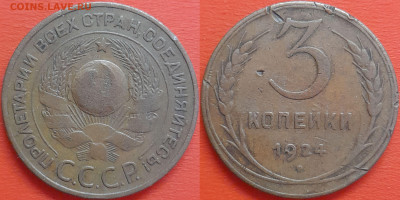 COINS.LAVE.RU
ПРОЛЕТАРИИ ВСЕХ СТРАН, СОЕДИНЯЙТЕСЬ!
С.С.С.Р.
3
КОПЕЙКИ
1924